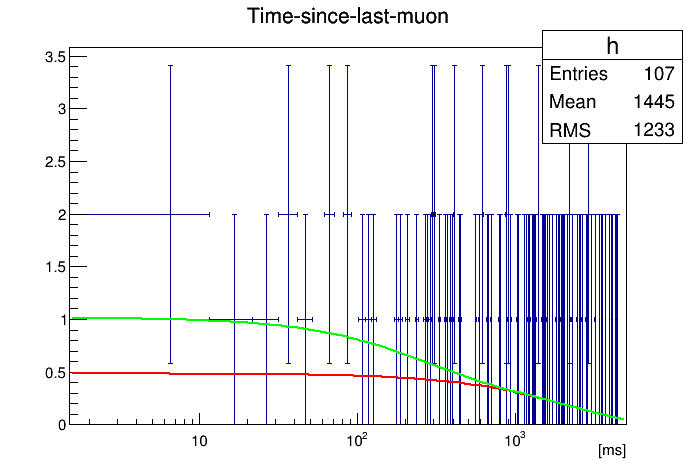 Time-since-last-muon
h
Entries 107
Mean 1445
RMS 1233
3.5
3
2.5
2
1.5
1
0.5
0
10
10²
10³
[ms]